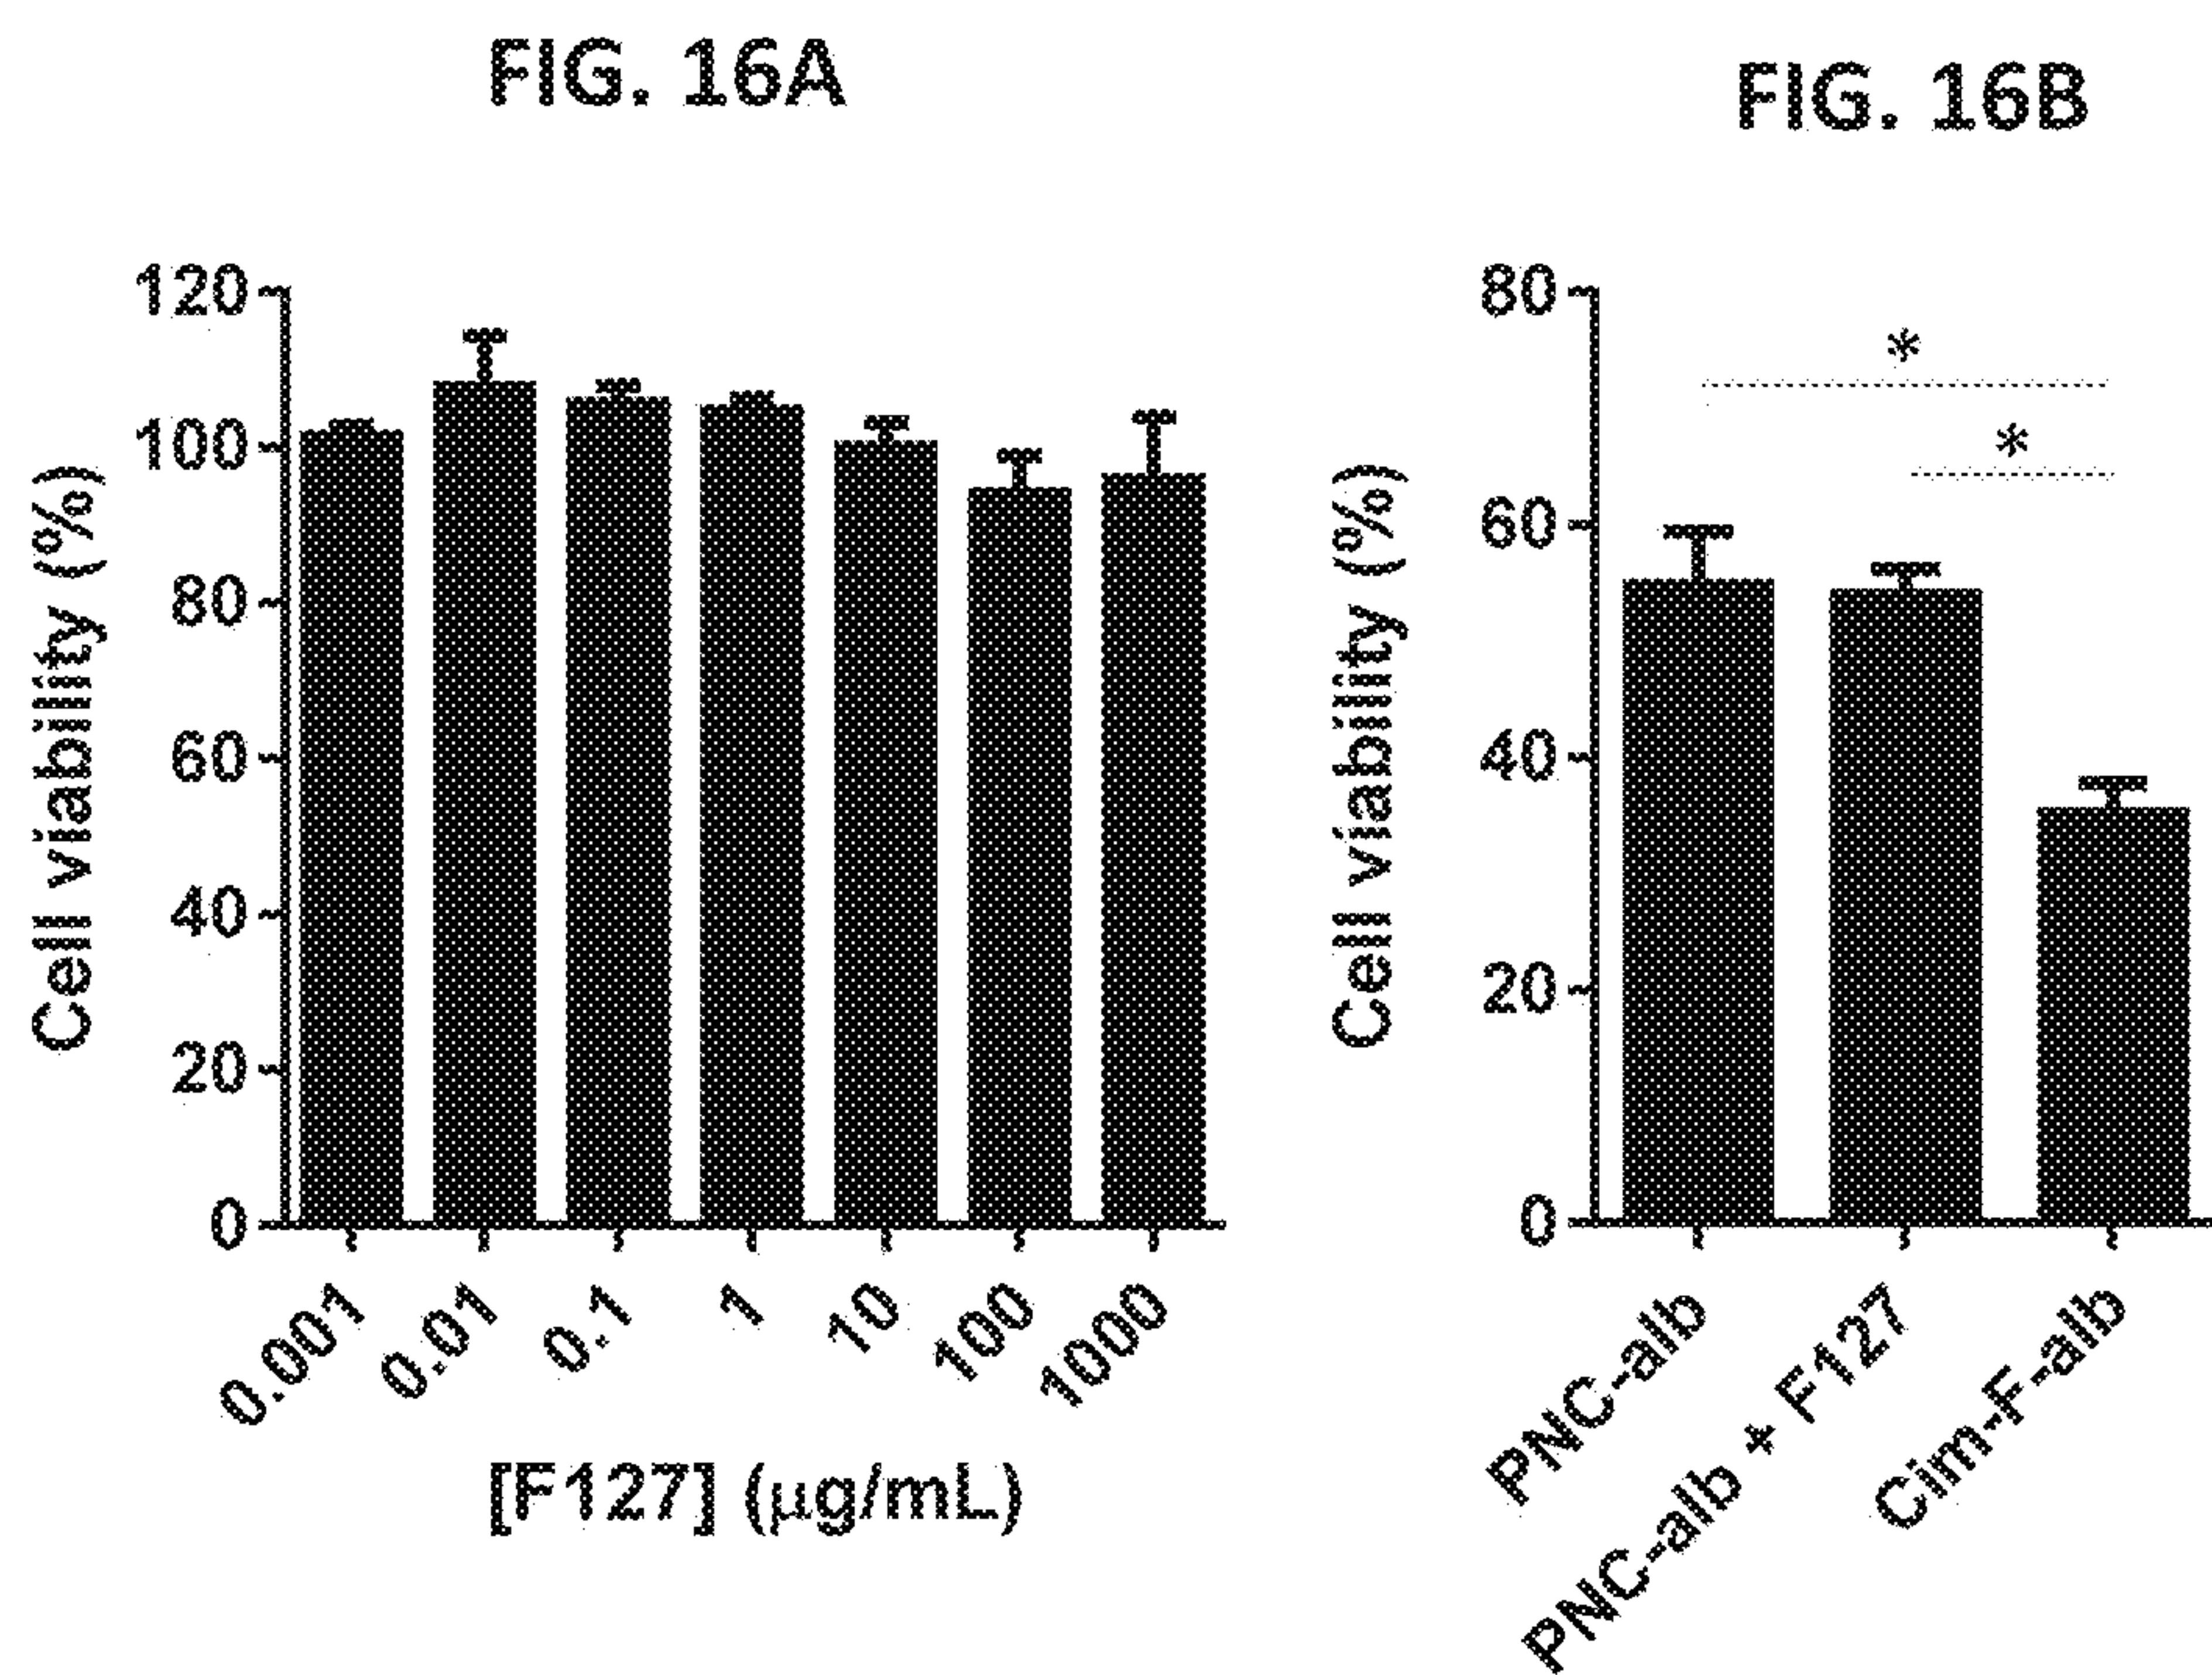 FIG. 16A
Cell viability (%)
120
100
80
60
40
20
0
0.001
0.01
0.1
1
10
100
1000
[F127] (μg/mL)
FIG. 16B
Cell viability (%)
80
60
40
20
0
*
*
PNC-alb
PNC-alb + F127
Cim-F-alb